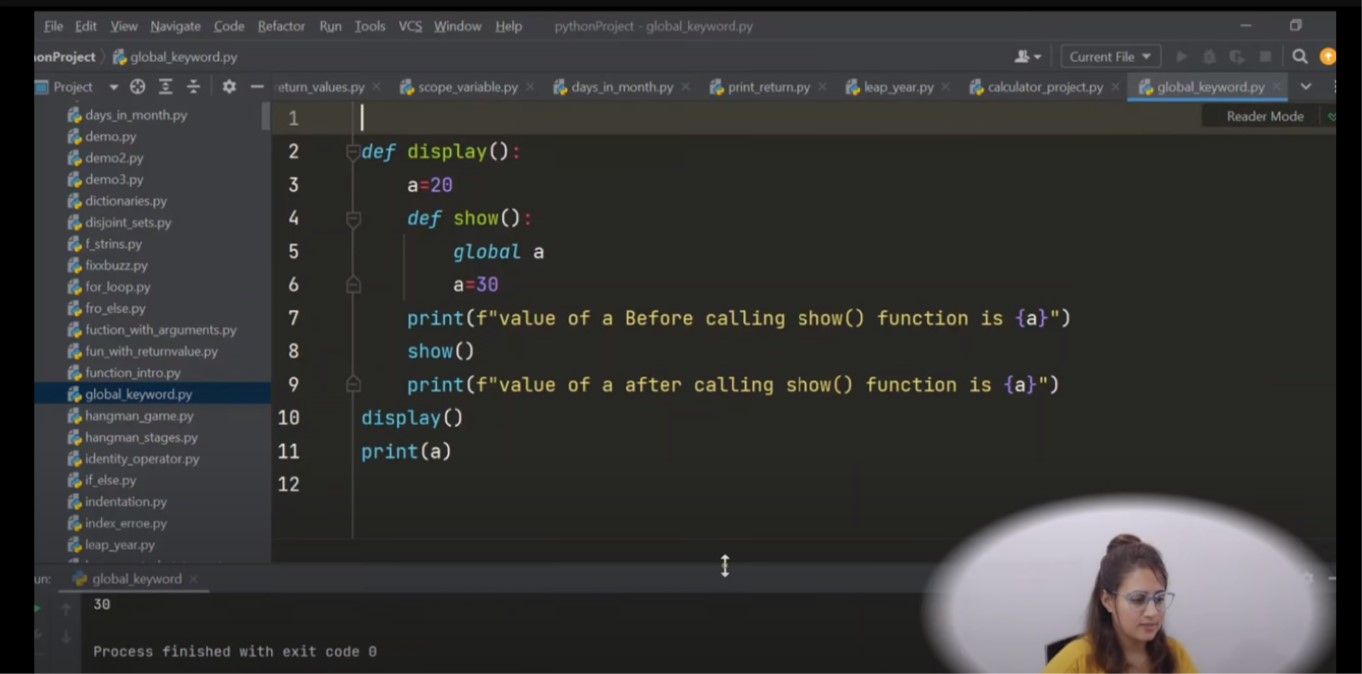 File Edit View Navigate Code Refactor Run Tools VCS Window Help pythonProject - global_keyword.py
onProject global_keyword.py Current File
Project eturn_values.py scope_variable.py days_in_month.py print_return.py leap_year.py calculator_project.py global_keyword.py
Reader Mode
days_in_month.py
demo.py
demo2.py
demo3.py
dictionaries.py
disjoint_sets.py
f_strins.py
fixxbuzz.py
for_loop.py
fro_else.py
fuction_with_arguments.py
fun_with_returnvalue.py
function_intro.py
global_keyword.py
hangman_game.py
hangman_stages.py
identity_operator.py
if_else.py
indentation.py
index_erroe.py
leap_year.py
1
2 def display():
3 a=20
4 def show():
5 global a
6 a=30
7 print(f"value of a Before calling show() function is {a}")
8 show()
9 print(f"value of a after calling show() function is {a}")
10 display()
11 print(a)
12
un: global_keyword
30
Process finished with exit code 0